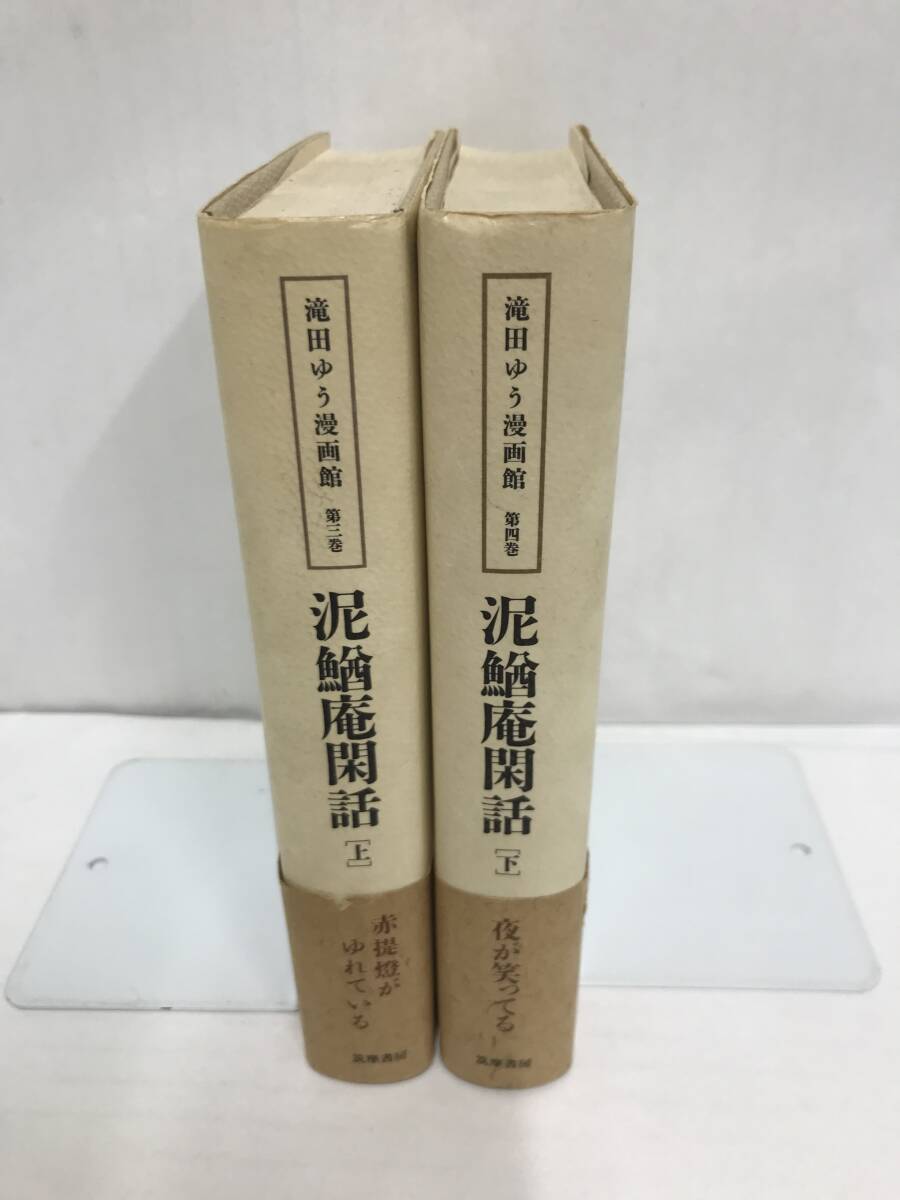 滝田ゆう漫画館 第三巻
泥鰌庵閑話
[上]
赤提燈が
ゆれている
筑摩書房
滝田ゆう漫画館 第四巻
泥鰌庵閑話
[下]
夜が笑ってる
筑摩書房